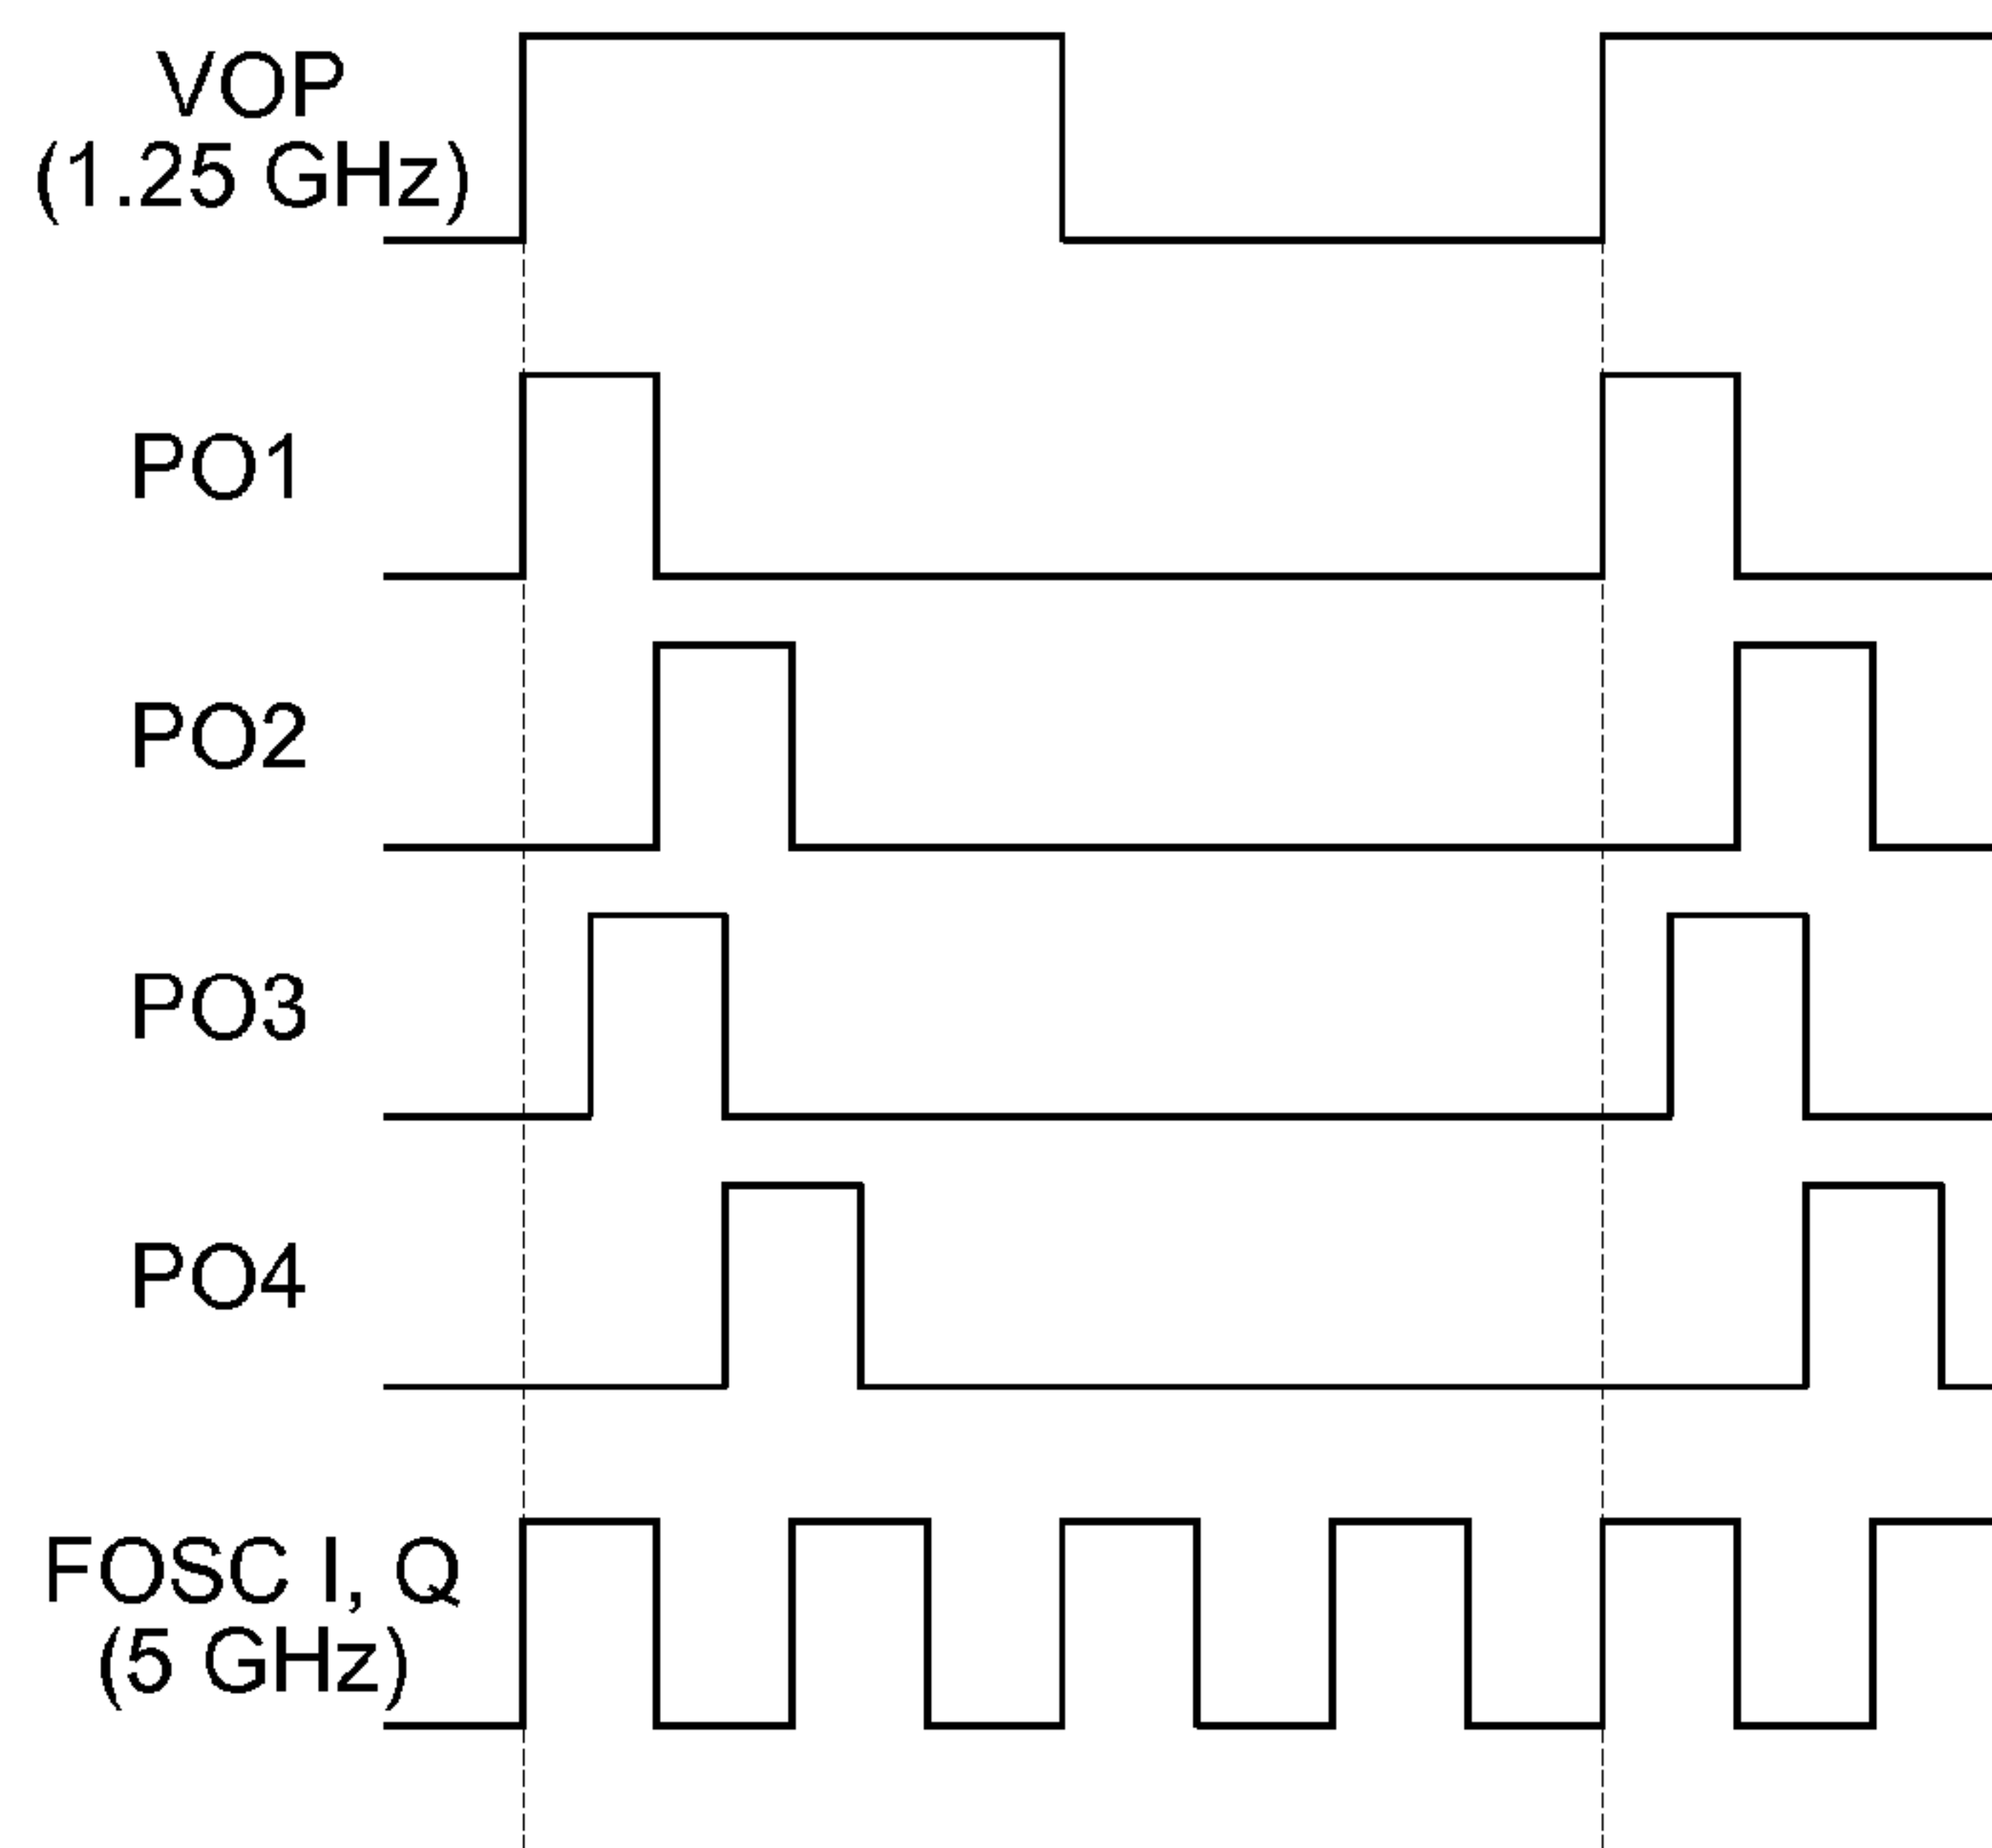 VOP
(1.25 GHz)
PO1
PO2
PO3
PO4
FOSC I, Q
(5 GHz)